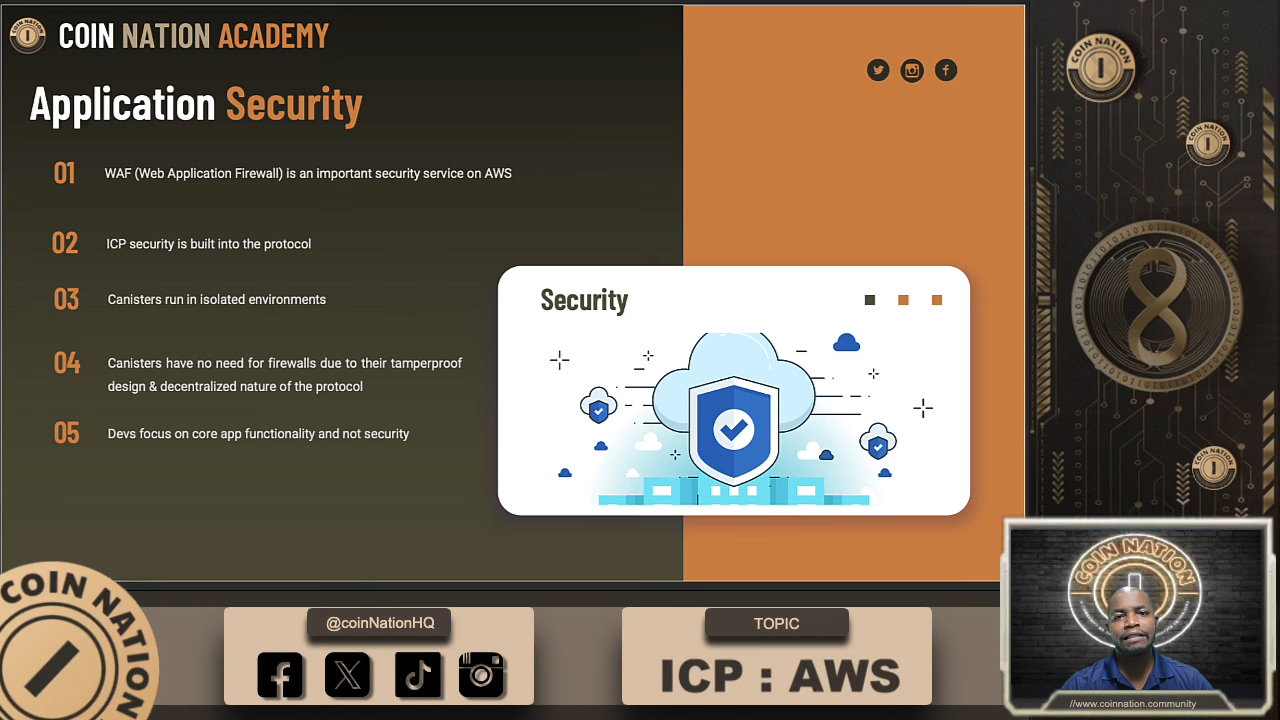 COIN NATION ACADEMY
Application Security
01 WAF (Web Application Firewall) is an important security service on AWS
02 ICP security is built into the protocol
03 Canisters run in isolated environments
04 Canisters have no need for firewalls due to their tamperproof
design & decentralized nature of the protocol
05 Devs focus on core app functionality and not security
Security
COIN NATION
COIN NATION
@coinNationHQ
TOPIC
ICP : AWS
COIN NATION
//www.coinnation.community